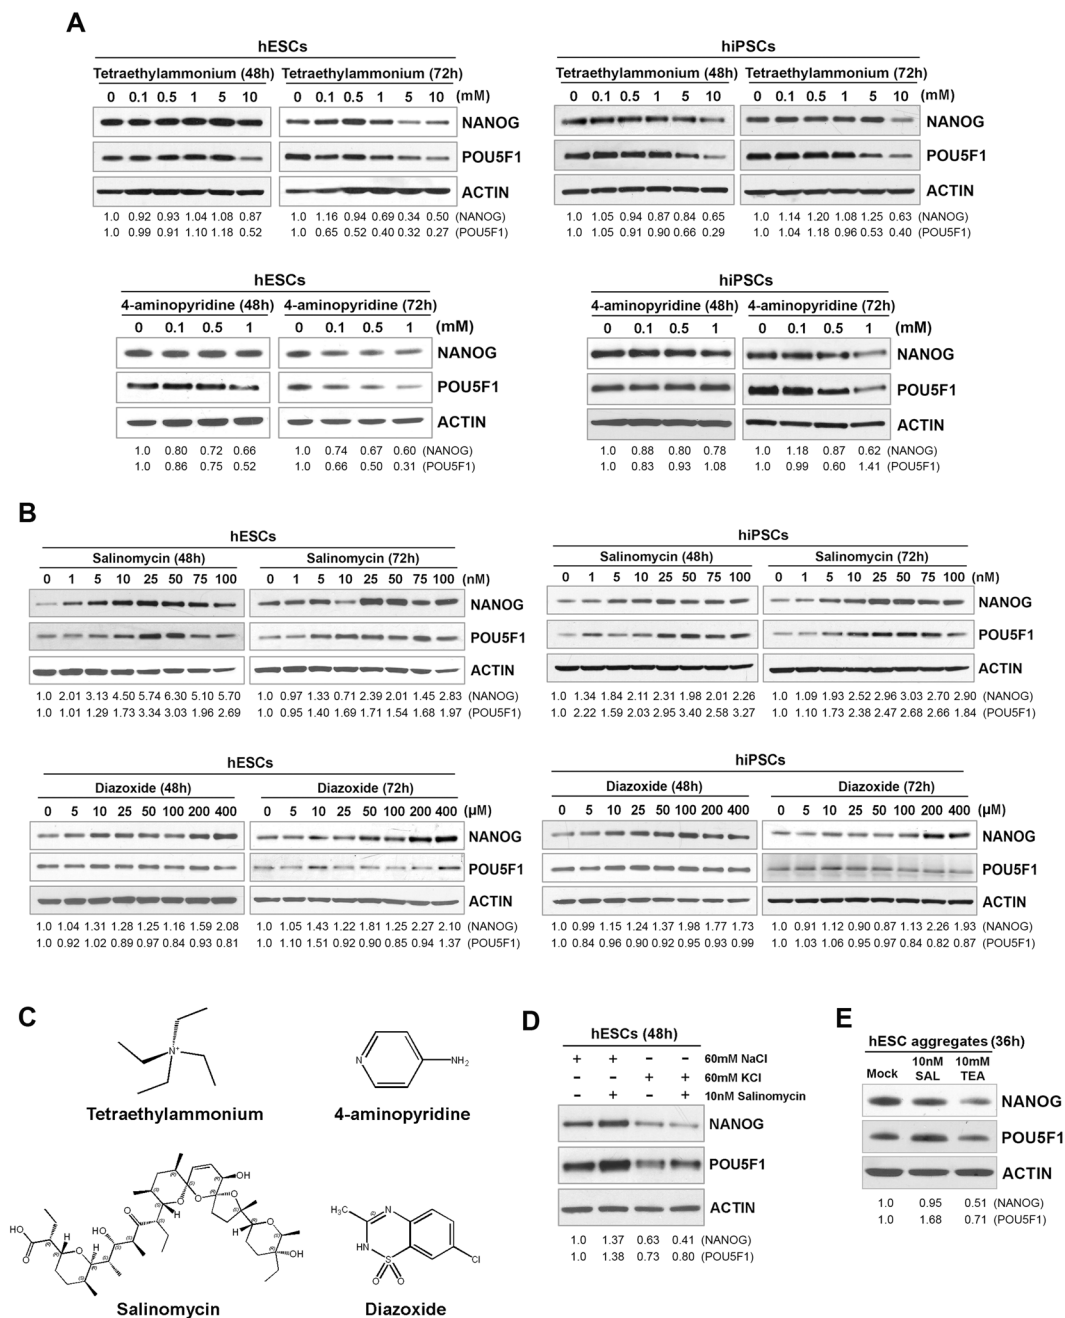 A
hESCs
Tetraethylammonium (48h) Tetraethylammonium (72h)
0 0.1 0.5 1 5 10 0 0.1 0.5 1 5 10 (mM)
NANOG
POU5F1
ACTIN
1.0 0.92 0.93 1.04 1.08 0.87 1.0 1.16 0.94 0.69 0.34 0.50 (NANOG)
1.0 0.99 0.91 1.10 1.18 0.52 1.0 0.65 0.52 0.40 0.32 0.27 (POU5F1)
hiPSCs
Tetraethylammonium (48h) Tetraethylammonium (72h)
0 0.1 0.5 1 5 10 0 0.1 0.5 1 5 10 (mM)
NANOG
POU5F1
ACTIN
1.0 1.05 0.94 0.87 0.84 0.65 1.0 1.14 1.20 1.08 1.25 0.63 (NANOG)
1.0 1.05 0.91 0.90 0.66 0.29 1.0 1.04 1.18 0.96 0.53 0.40 (POU5F1)
hESCs
4-aminopyridine (48h) 4-aminopyridine (72h)
0 0.1 0.5 1 0 0.1 0.5 1 (mM)
NANOG
POU5F1
ACTIN
1.0 0.80 0.72 0.66 1.0 0.74 0.67 0.60 (NANOG)
1.0 0.86 0.75 0.52 1.0 0.66 0.50 0.31 (POU5F1)
hiPSCs
4-aminopyridine (48h) 4-aminopyridine (72h)
0 0.1 0.5 1 0 0.1 0.5 1 (mM)
NANOG
POU5F1
ACTIN
1.0 0.88 0.80 0.78 1.0 1.18 0.87 0.62 (NANOG)
1.0 0.83 0.93 1.08 1.0 0.99 0.60 1.41 (POU5F1)
B
hESCs
Salinomycin (48h) Salinomycin (72h)
0 1 5 10 25 50 75 100 0 1 5 10 25 50 75 100 (nM)
NANOG
POU5F1
ACTIN
1.0 2.01 3.13 4.50 5.74 6.30 5.10 5.70 1.0 0.97 1.33 0.71 2.39 2.01 1.45 2.83 (NANOG)
1.0 1.01 1.29 1.73 3.34 3.03 1.96 2.69 1.0 0.95 1.40 1.69 1.71 1.54 1.68 1.97 (POU5F1)
hiPSCs
Salinomycin (48h) Salinomycin (72h)
0 1 5 10 25 50 75 100 0 1 5 10 25 50 75 100 (nM)
NANOG
POU5F1
ACTIN
1.0 1.34 1.84 2.11 2.31 1.98 2.01 2.26 1.0 1.09 1.93 2.52 2.96 3.03 2.70 2.90 (NANOG)
1.0 2.22 1.59 2.03 2.95 3.40 2.58 3.27 1.0 1.10 1.73 2.38 2.47 2.68 2.66 1.84 (POU5F1)
hESCs
Diazoxide (48h) Diazoxide (72h)
0 5 10 25 50 100 200 400 0 5 10 25 50 100 200 400 (µM)
NANOG
POU5F1
ACTIN
1.0 1.04 1.31 1.28 1.25 1.16 1.59 2.08 1.0 1.05 1.43 1.22 1.81 1.25 2.27 2.10 (NANOG)
1.0 0.92 1.02 0.89 0.97 0.84 0.93 0.81 1.0 1.10 1.51 0.92 0.90 0.85 0.94 1.37 (POU5F1)
hiPSCs
Diazoxide (48h) Diazoxide (72h)
0 5 10 25 50 100 200 400 0 5 10 25 50 100 200 400 (µM)
NANOG
POU5F1
ACTIN
1.0 0.99 1.15 1.24 1.37 1.98 1.77 1.73 1.0 0.91 1.12 0.90 0.87 1.13 2.26 1.93 (NANOG)
1.0 0.84 0.96 0.90 0.92 0.95 0.93 0.99 1.0 1.03 1.06 0.95 0.97 0.84 0.82 0.87 (POU5F1)
C
N+
Tetraethylammonium
N NH2
4-aminopyridine
OH
O O O
H
O
HO
OH
H H
O
O
OH
Salinomycin
H3C N
HN
S
O O
Cl
Diazoxide
D
hESCs (48h)
+ + – – 60mM NaCl
– – + + 60mM KCl
– + – + 10nM Salinomycin
NANOG
POU5F1
ACTIN
1.0 1.37 0.63 0.41 (NANOG)
1.0 1.38 0.73 0.80 (POU5F1)
E
hESC aggregates (36h)
Mock 10nM SAL 10mM TEA
NANOG
POU5F1
ACTIN
1.0 0.95 0.51 (NANOG)
1.0 1.68 0.71 (POU5F1)